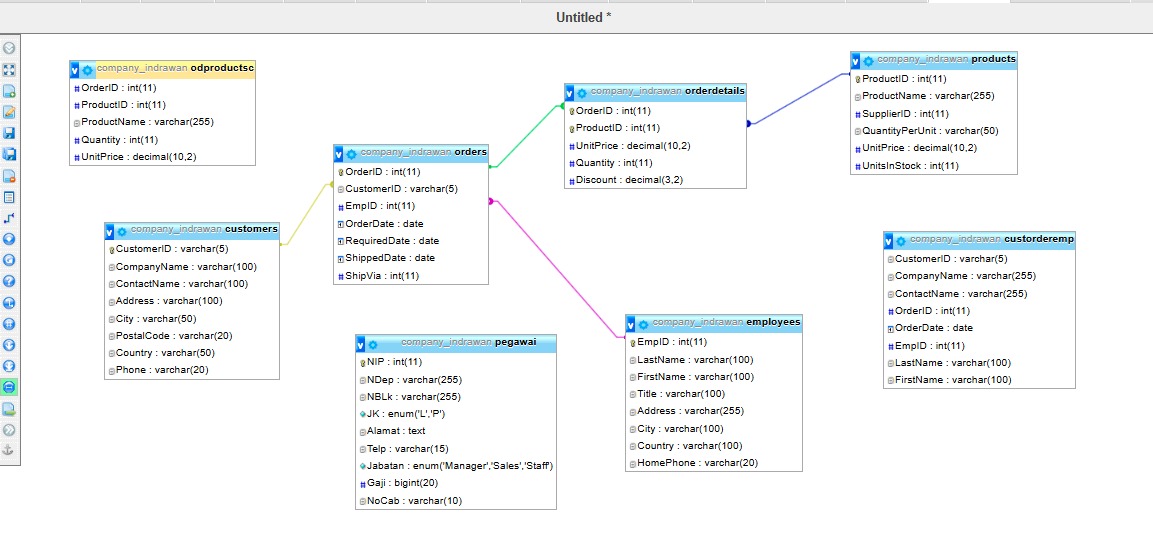 Untitled *
company_indrawan odproductsc
OrderID : int(11)
ProductID : int(11)
ProductName : varchar(255)
Quantity : int(11)
UnitPrice : decimal(10,2)
company_indrawan customers
CustomerID : varchar(5)
CompanyName : varchar(100)
ContactName : varchar(100)
Address : varchar(100)
City : varchar(50)
PostalCode : varchar(20)
Country : varchar(50)
Phone : varchar(20)
company_indrawan orders
OrderID : int(11)
CustomerID : varchar(5)
EmpID : int(11)
OrderDate : date
RequiredDate : date
ShippedDate : date
ShipVia : int(11)
company_indrawan pegawai
NIP : int(11)
NDep : varchar(255)
NBLk : varchar(255)
JK : enum('L','P')
Alamat : text
Telp : varchar(15)
Jabatan : enum('Manager','Sales','Staff')
Gaji : bigint(20)
NoCab : varchar(10)
company_indrawan orderdetails
OrderID : int(11)
ProductID : int(11)
UnitPrice : decimal(10,2)
Quantity : int(11)
Discount : decimal(3,2)
company_indrawan employees
EmpID : int(11)
LastName : varchar(100)
FirstName : varchar(100)
Title : varchar(100)
Address : varchar(255)
City : varchar(100)
Country : varchar(100)
HomePhone : varchar(20)
company_indrawan products
ProductID : int(11)
ProductName : varchar(255)
SupplierID : int(11)
QuantityPerUnit : varchar(50)
UnitPrice : decimal(10,2)
UnitsInStock : int(11)
company_indrawan custorderemp
CustomerID : varchar(5)
CompanyName : varchar(255)
ContactName : varchar(255)
OrderID : int(11)
OrderDate : date
EmpID : int(11)
LastName : varchar(100)
FirstName : varchar(100)